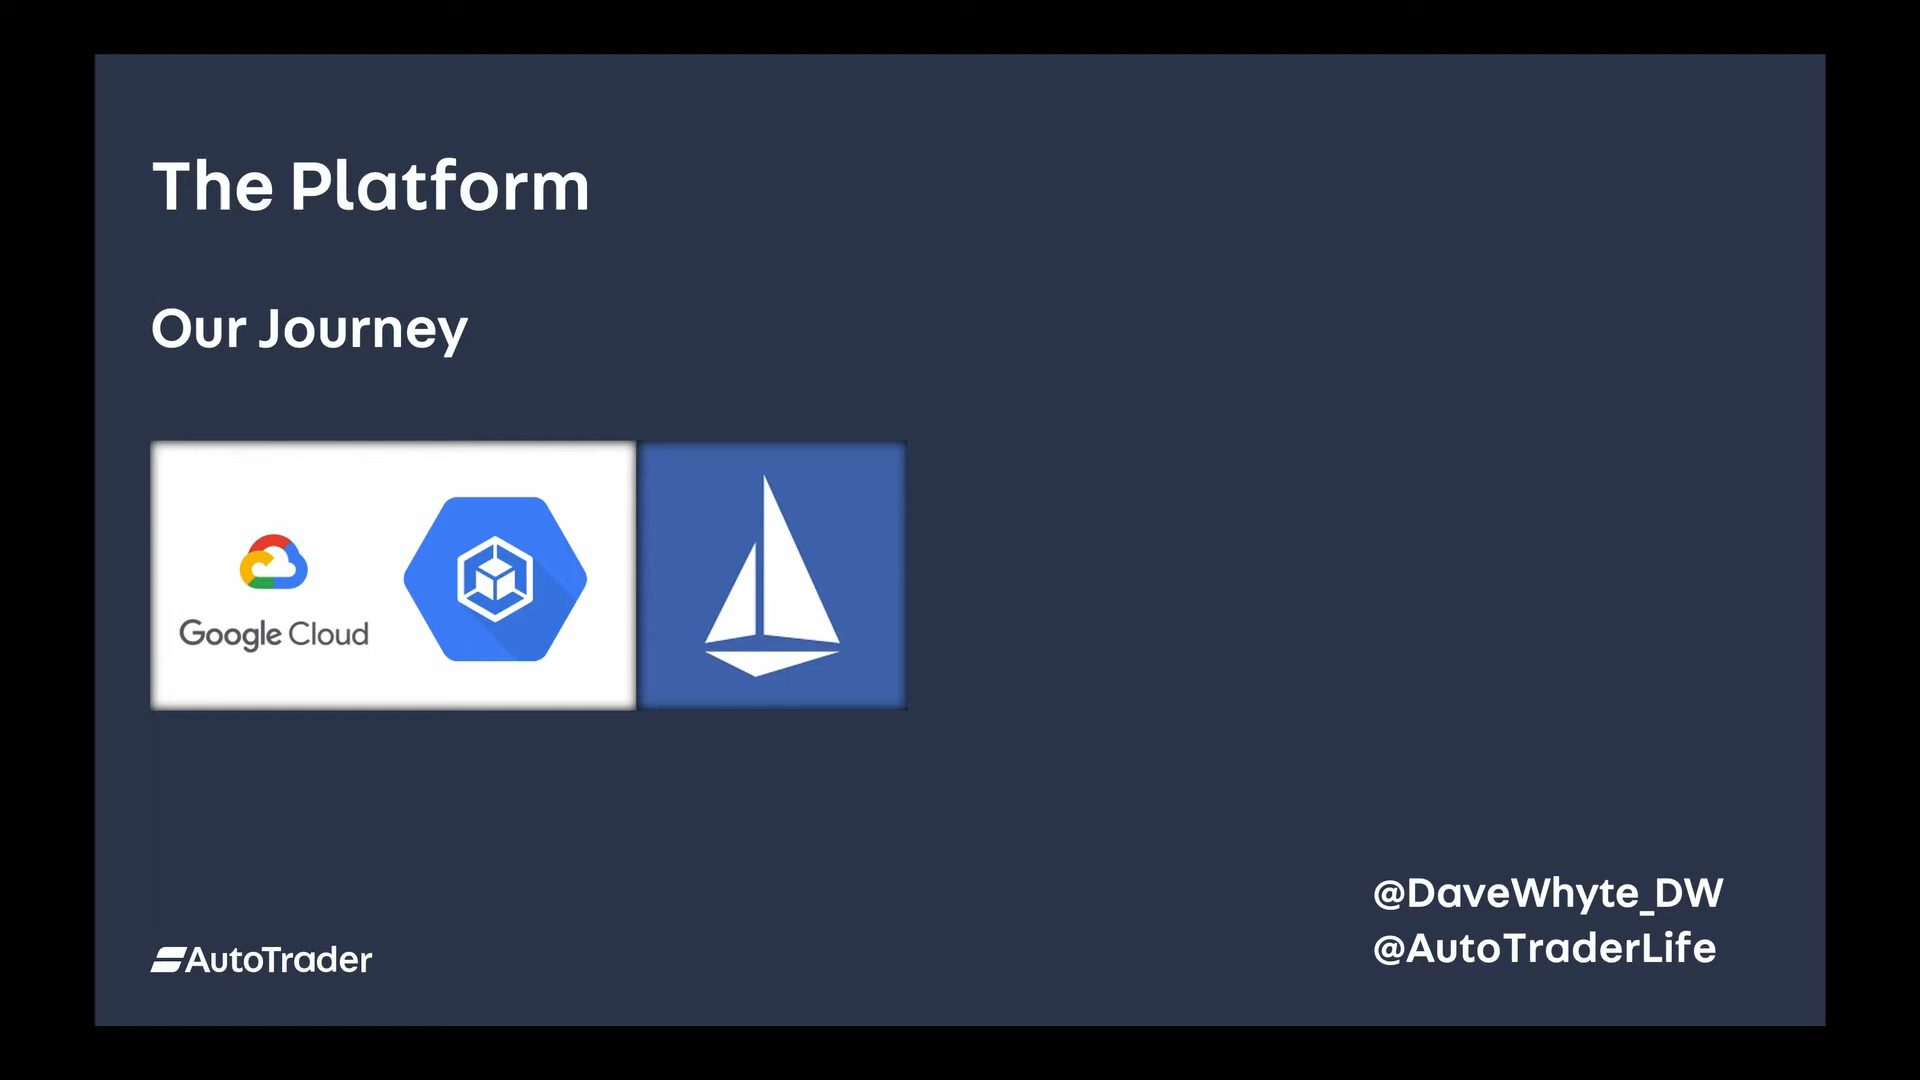 The Platform
Our Journey
Google Cloud
@DaveWhyte_DW
@AutoTraderLife
AutoTrader